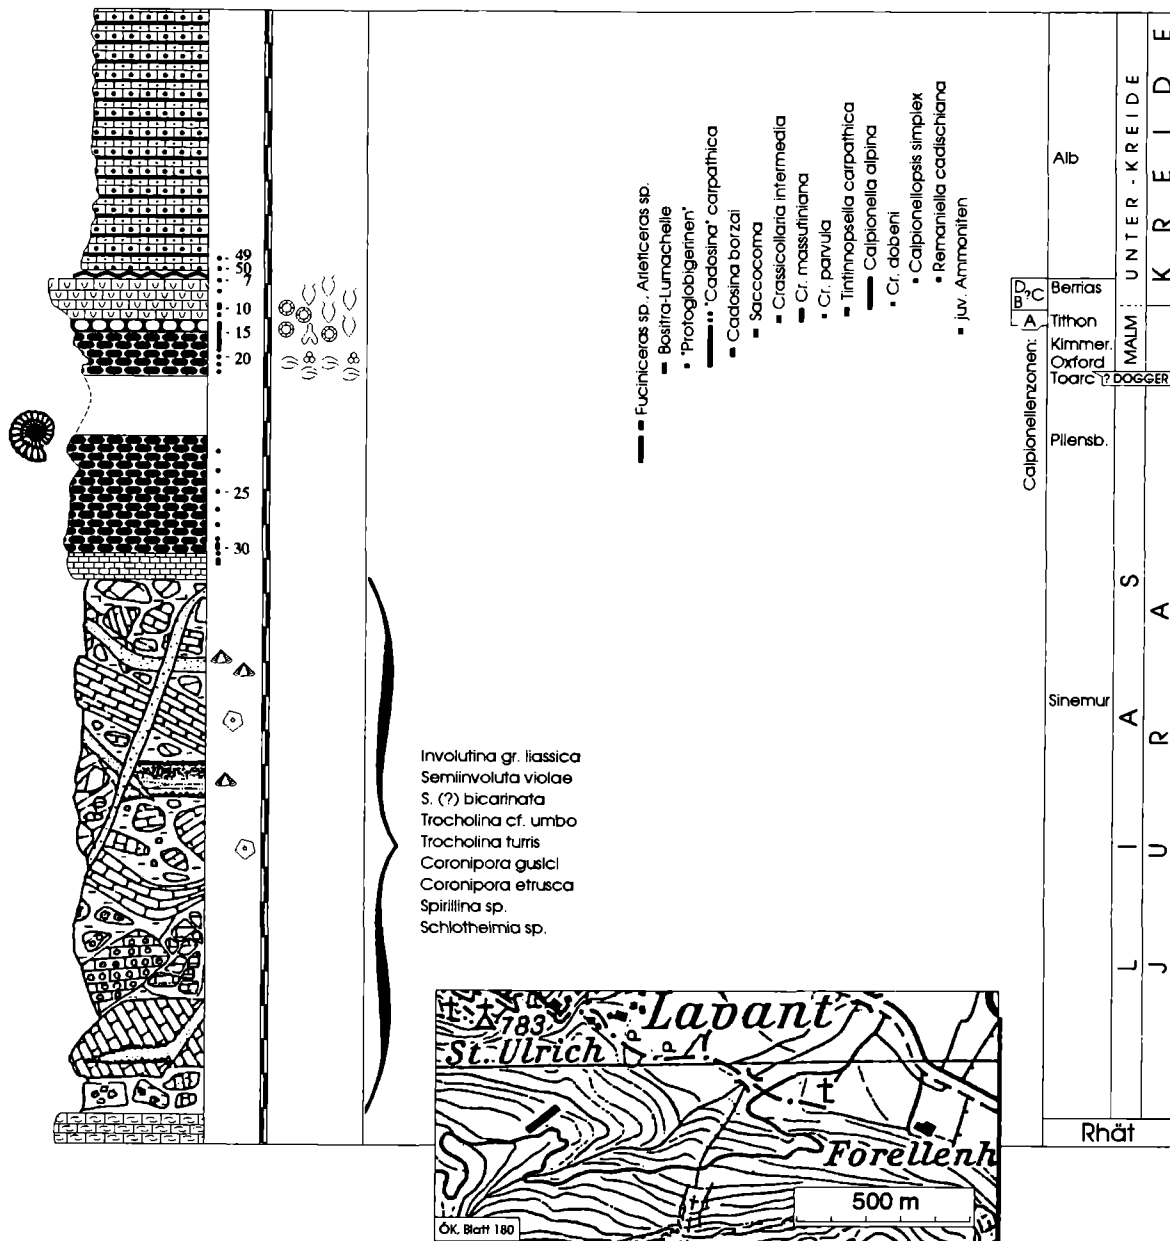 49
50
7
10
15
20
25
30
Fuciniceras sp., Arieticeras sp.
Bositra-Lumachelle
"Protoglobigerinen"
"Cadosina" carpathica
Cadosina borzai
Saccocoma
Crassicollaria intermedia
Cr. massutiniana
Cr. parvula
Tintinnopsella carpathica
Calpionella alpina
Cr. dobeni
Calpionellopsis simplex
Remaniella cadischiana
juv. Ammoniten
Involutina gr. liassica
Semiinvoluta violae
S. (?) bicarinata
Trocholina cf. umbo
Trocholina turris
Coronipora gusici
Coronipora etrusca
Spirillina sp.
Schlotheimia sp.
Calpionellenzonen:
D
?C
B
A
Alb
Berrias
Tithon
Kimmer.
Oxford
Toarc
Pliensb.
Sinemur
Rhät
UNTER-KREIDE
MALM
? DOGGER
LIAS
KREIDE
JURA
783
Lavant
St. Ulrich
P
P
Forellenh
500 m
ÖK, Blatt 180